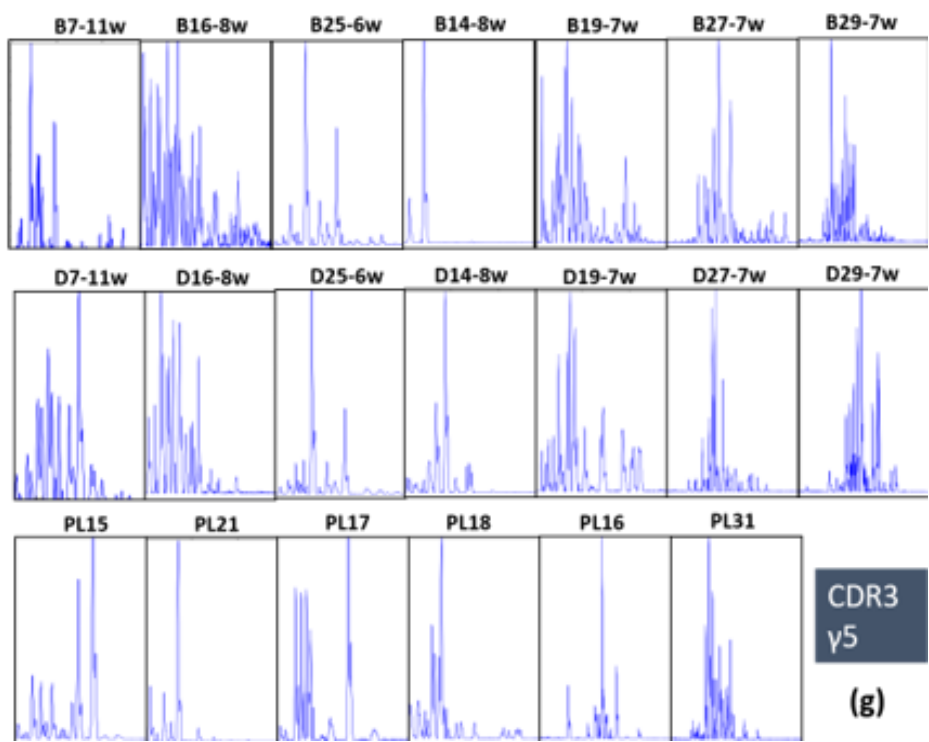 B7-11w B16-8w B25-6w B14-8w B19-7w B27-7w B29-7w
D7-11w D16-8w D25-6w D14-8w D19-7w D27-7w D29-7w
PL15 PL21 PL17 PL18 PL16 PL31
CDR3
γ5
(g)